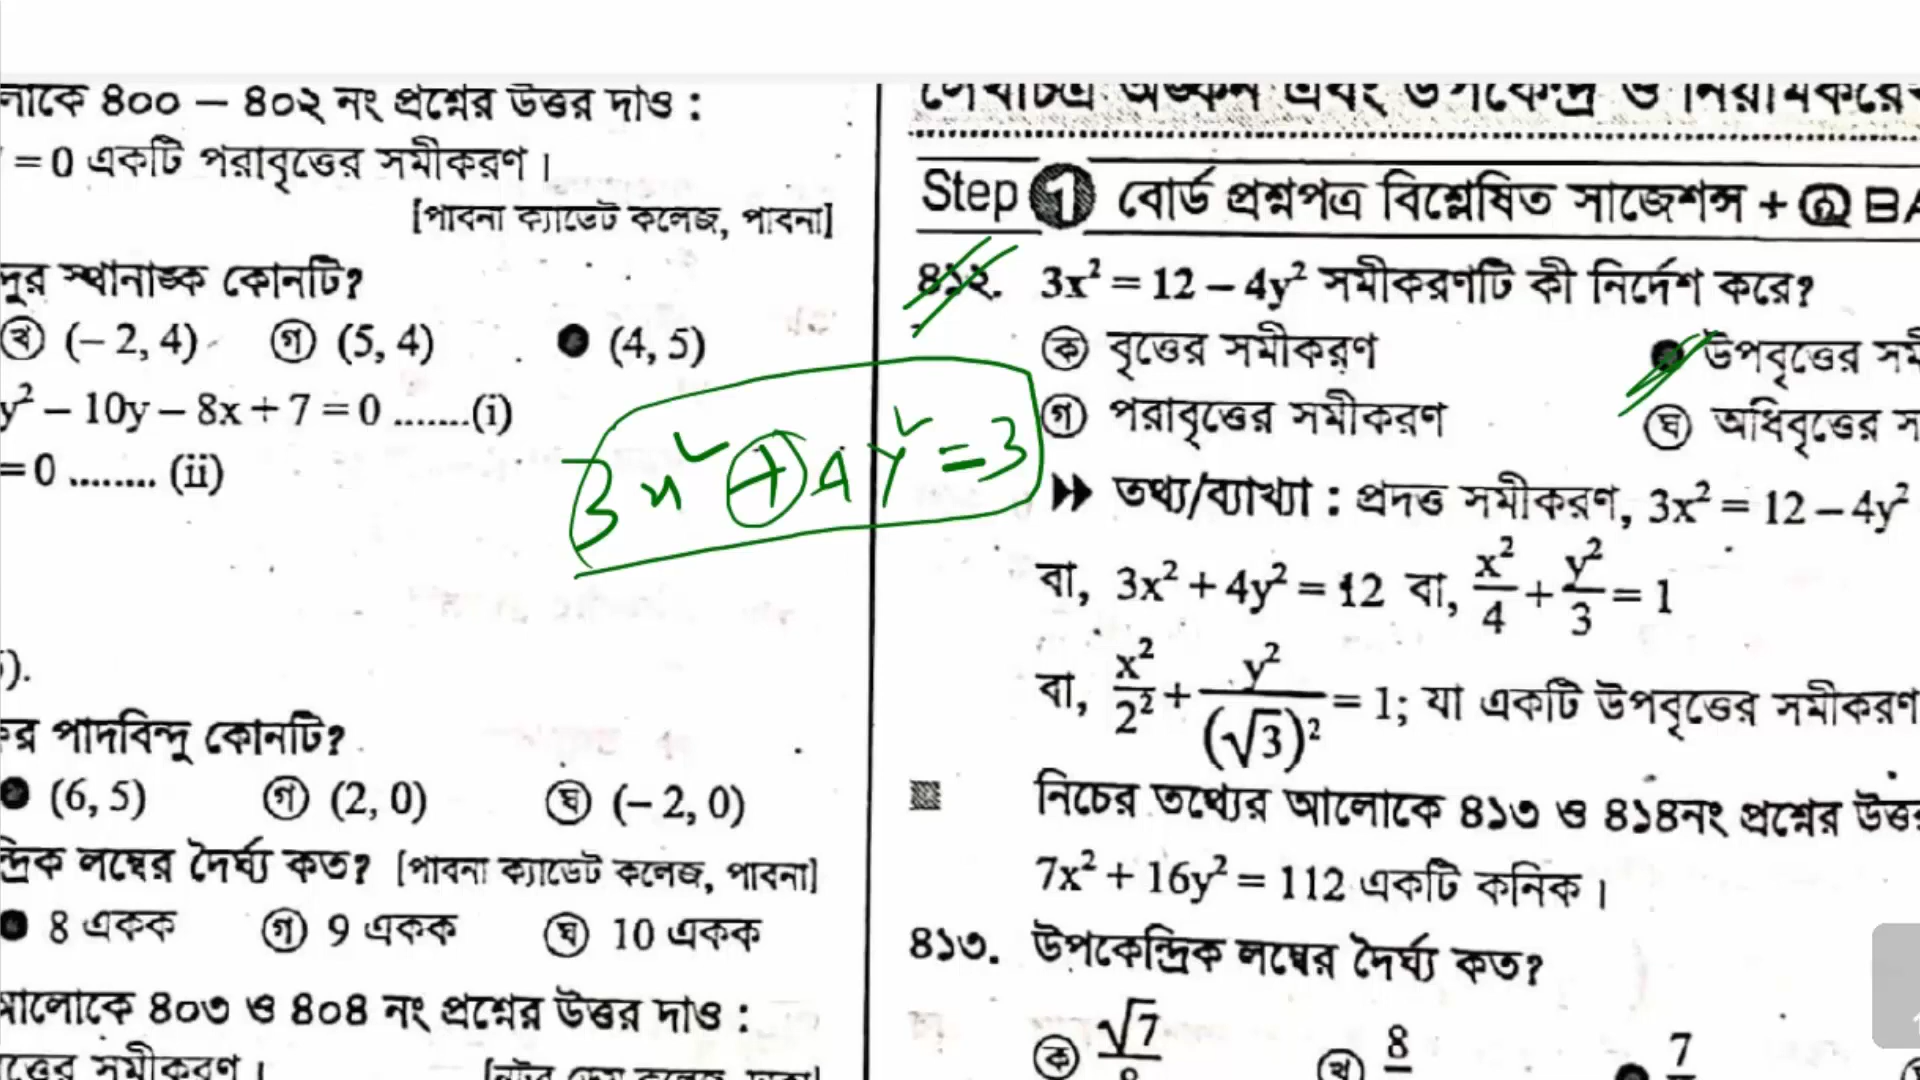 ৪০০ – ৪০২ নং প্রশ্নের উত্তর দাও :
= 0 একটি পরাবৃত্তের সমীকরণ।
[পাবনা ক্যাডেট কলেজ, পাবনা]
স্থানাঙ্ক কোনটি?
খ (– 2, 4) গ (5, 4) ● (4, 5)
y² – 10y – 8x + 7 = 0 .......(i)
= 0 ........ (ii)
পাদবিন্দু কোনটি?
● (6, 5) গ (2, 0) ঘ (– 2, 0)
লম্বের দৈর্ঘ্য কত? [পাবনা ক্যাডেট কলেজ, পাবনা]
● 8 একক গ 9 একক ঘ 10 একক
৪০৩ ও ৪০৪ নং প্রশ্নের উত্তর দাও :
সমীকরণ।
3x² + 4y² = 3
Step 1 বোর্ড প্রশ্নপত্র বিশ্লেষিত সাজেশন্স +
৪১২. 3x² = 12 – 4y² সমীকরণটি কী নির্দেশ করে?
ক বৃত্তের সমীকরণ ● উপবৃত্তের
গ পরাবৃত্তের সমীকরণ ঘ অধিবৃত্তের
▶▶ তথ্য/ব্যাখ্যা : প্রদত্ত সমীকরণ, 3x² = 12 – 4y²
বা, 3x² + 4y² = 12 বা, x²/4 + y²/3 = 1
বা, x²/2² + y²/(√3)² = 1; যা একটি উপবৃত্তের সমীকরণ
নিচের তথ্যের আলোকে ৪১৩ ও ৪১৪নং প্রশ্নের
7x² + 16y² = 112 একটি কনিক।
৪১৩. উপকেন্দ্রিক লম্বের দৈর্ঘ্য কত?
ক √7 খ 8 ● 7